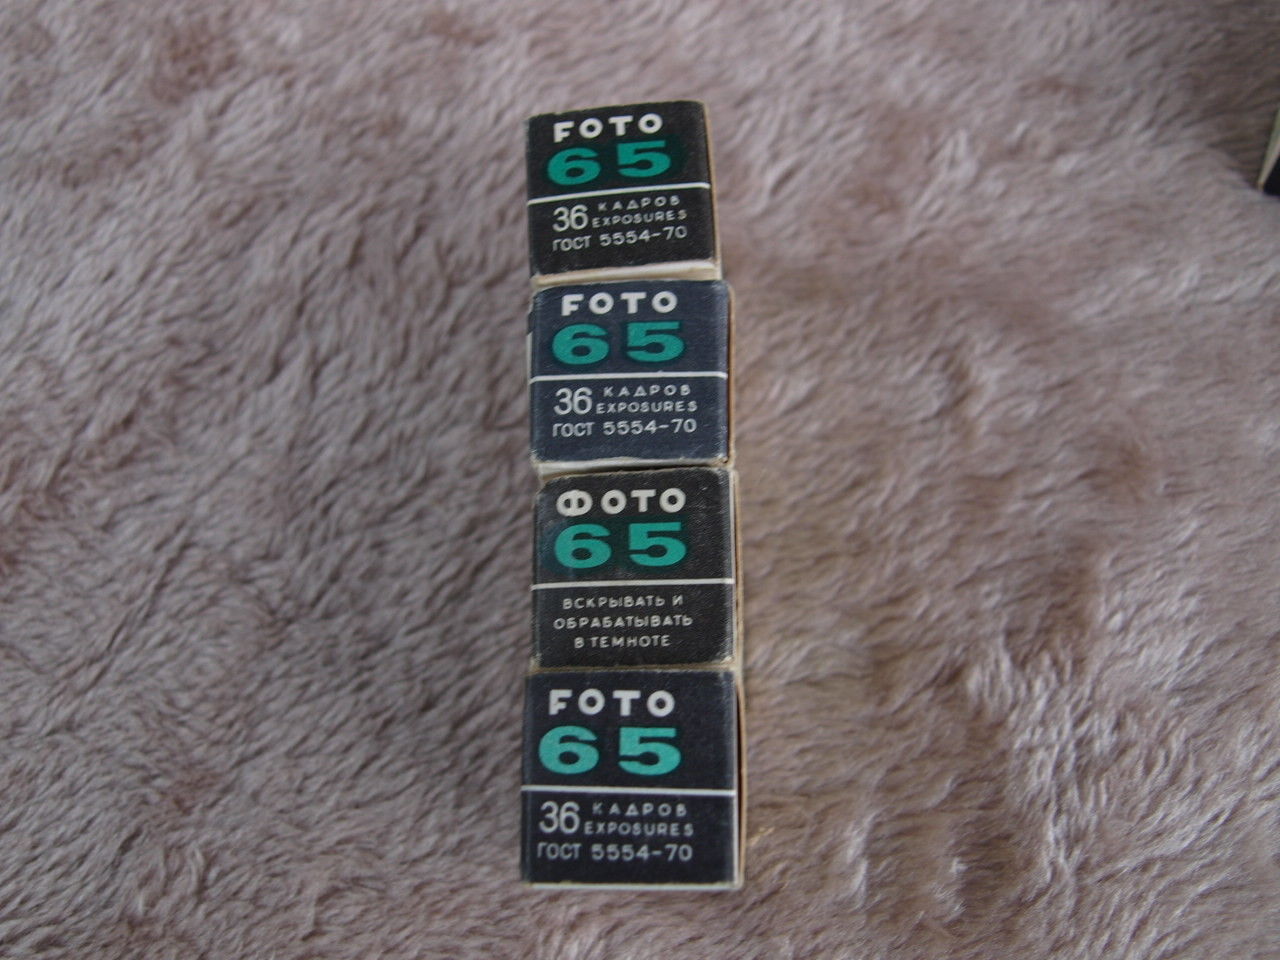 FOTO
65
36 КАДРОВ
EXPOSURES
ГОСТ 5554-70
FOTO
65
36 КАДРОВ
EXPOSURES
ГОСТ 5554-70
ФОТО
65
ВСКРЫВАТЬ И
ОБРАБАТЫВАТЬ
В ТЕМНОТЕ
FOTO
65
36 КАДРОВ
EXPOSURES
ГОСТ 5554-70